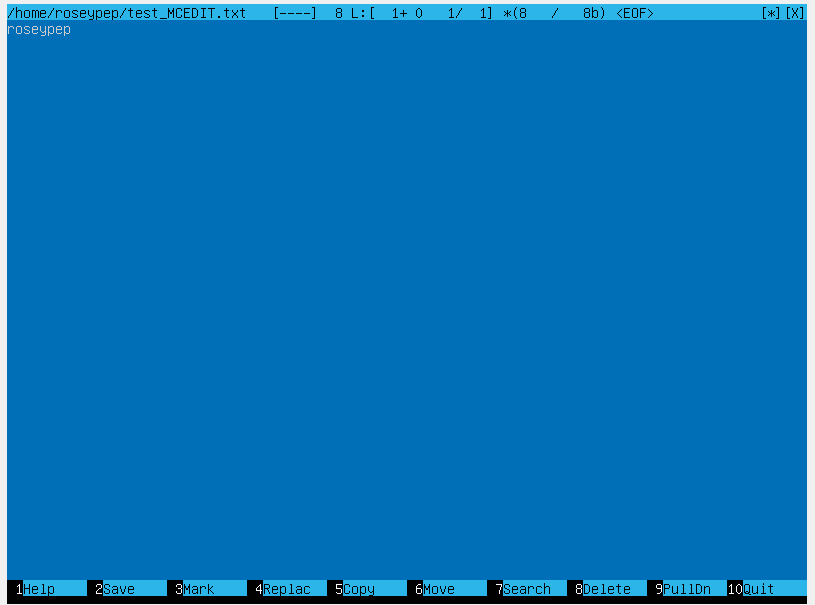 /home/roseypep/test_MCEDIT.txt   [----]  8 L:[  1+ 0   1/  1] *(8   /   8b) <EOF>              [*][X]
roseypep
1Help   2Save   3Mark   4Replac   5Copy   6Move   7Search   8Delete   9PullDn   10Quit